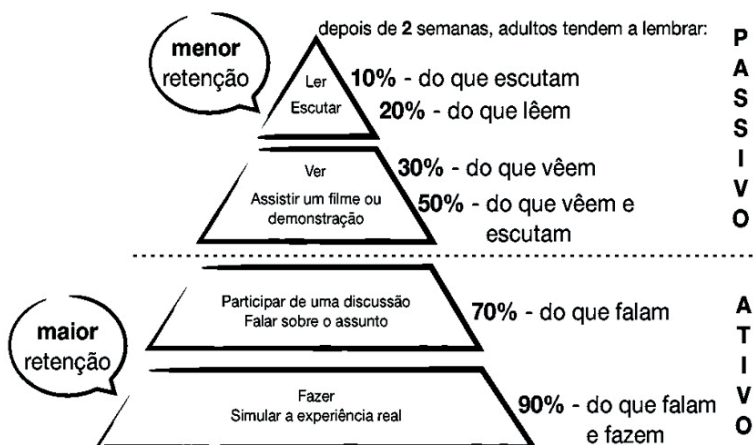 depois de 2 semanas, adultos tendem a lembrar:
menor
retenção
Ler
Escutar
10% - do que escutam
20% - do que lêem
Ver
Assistir um filme ou
demonstração
30% - do que vêem
50% - do que vêem e
escutam
PASSIVO
maior
retenção
Participar de uma discussão
Falar sobre o assunto
70% - do que falam
Fazer
Simular a experiência real
90% - do que falam
e fazem
ATIVO